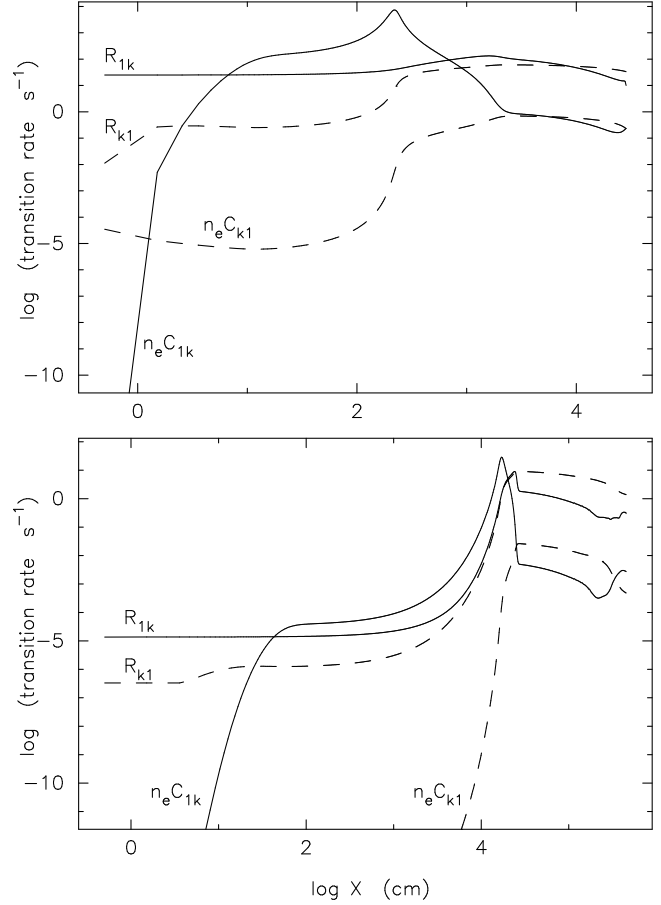 log (transition rate s⁻¹)
0
−5
−10
R₁ₖ
Rₖ₁
nₑCₖ₁
nₑC₁ₖ
0 2 4
log (transition rate s⁻¹)
0
−5
−10
R₁ₖ
Rₖ₁
nₑC₁ₖ
nₑCₖ₁
0 2 4
log X (cm)